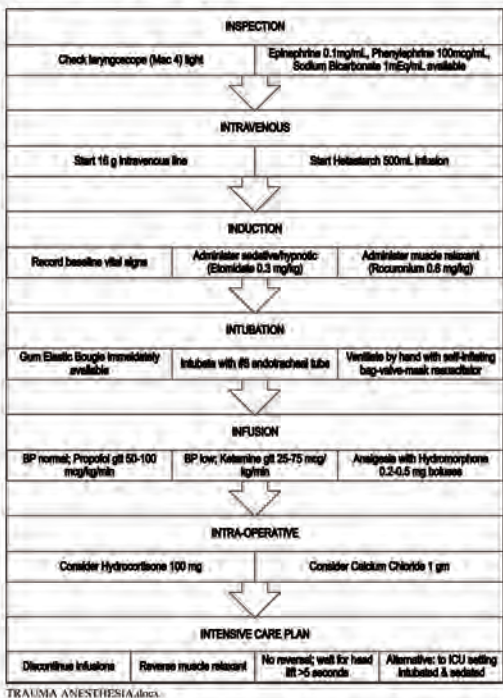 INSPECTION
Check laryngoscope (Mac 4) light
Epinephrine 0.1mg/mL, Phenylephrine 100mcg/mL,
Sodium Bicarbonate 1mEq/mL available
INTRAVENOUS
Start 16 g intravenous line
Start Hetastarch 500mL infusion
INDUCTION
Record baseline vital signs
Administer sedative/hypnotic
(Etomidate 0.3 mg/kg)
Administer muscle relaxant
(Rocuronium 0.6 mg/kg)
INTUBATION
Gum Elastic Bougie immediately
available
Intubate with endotracheal tube
Ventilate by hand with self-inflating
bag-valve-mask resuscitator
INFUSION
BP normal; Propofol gtt 50-100
mcg/kg/min
BP low; Ketamine gtt 25-75 mcg/
kg/min
Analgesia with Hydromorphone
0.2-0.5 mg boluses
INTRA-OPERATIVE
Consider Hydrocortisone 100 mg
Consider Calcium Chloride 1 gm
INTENSIVE CARE PLAN
Discontinue infusions
Reverse muscle relaxant
No reversal; wait for head
lift >5 seconds
Alternative: to ICU setting
intubated & sedated
TRAUMA ANESTHESIA.docx